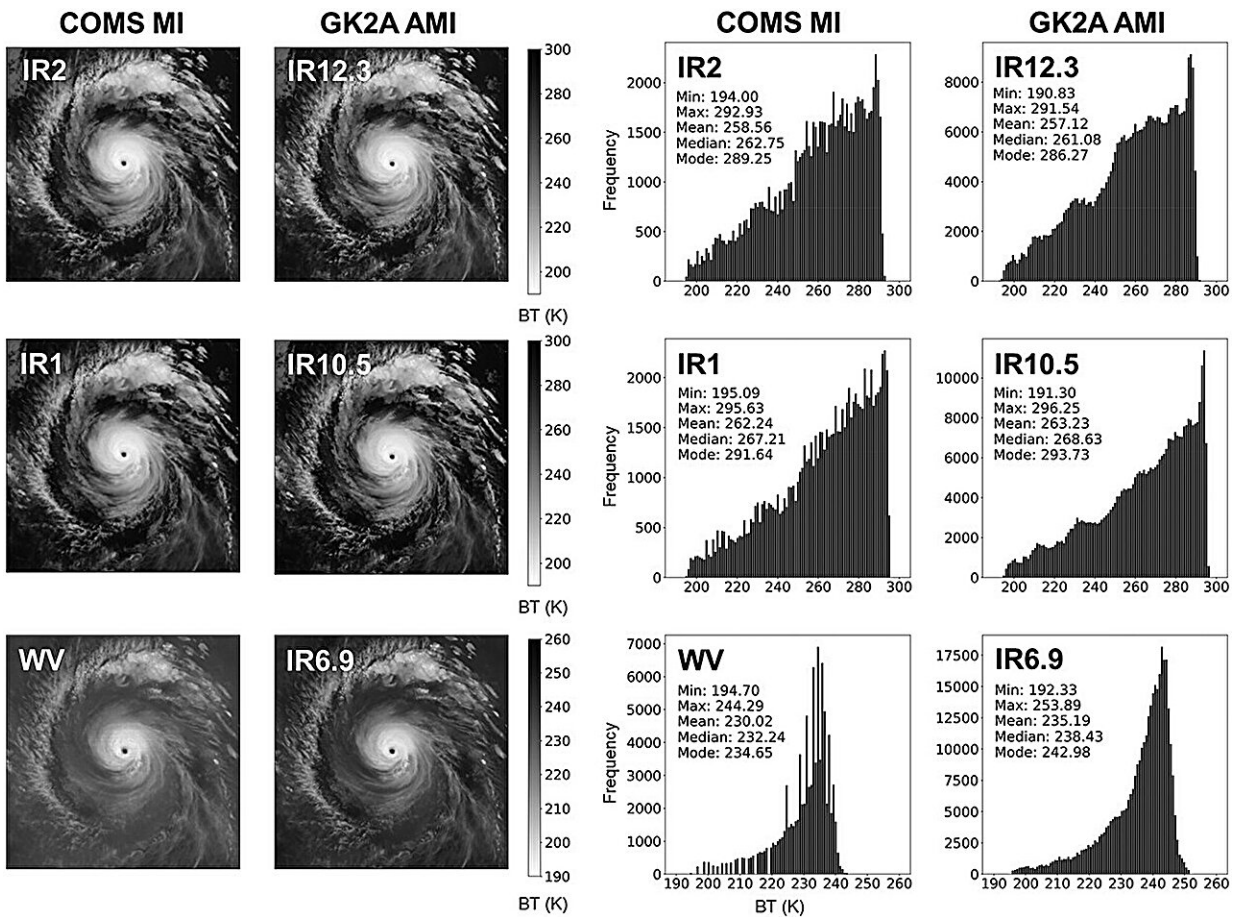 COMS MI
GK2A AMI
COMS MI
GK2A AMI
IR2
IR12.3
300
280
260
240
220
200
BT (K)
IR2
Min: 194.00
Max: 292.93
Mean: 258.56
Median: 262.75
Mode: 289.25
Frequency
2000
1500
1000
500
0
200 220 240 260 280 300
IR12.3
Min: 190.83
Max: 291.54
Mean: 257.12
Median: 261.08
Mode: 286.27
8000
6000
4000
2000
0
200 220 240 260 280 300
IR1
IR10.5
300
280
260
240
220
200
BT (K)
IR1
Min: 195.09
Max: 295.63
Mean: 262.24
Median: 267.21
Mode: 291.64
Frequency
2000
1500
1000
500
0
200 220 240 260 280 300
IR10.5
Min: 191.30
Max: 296.25
Mean: 263.23
Median: 268.63
Mode: 293.73
10000
8000
6000
4000
2000
0
200 220 240 260 280 300
WV
IR6.9
260
250
240
230
220
210
200
190
BT (K)
WV
Min: 194.70
Max: 244.29
Mean: 230.02
Median: 232.24
Mode: 234.65
Frequency
7000
6000
5000
4000
3000
2000
1000
0
190 200 210 220 230 240 250 260
BT (K)
IR6.9
Min: 192.33
Max: 253.89
Mean: 235.19
Median: 238.43
Mode: 242.98
17500
15000
12500
10000
7500
5000
2500
0
190 200 210 220 230 240 250 260